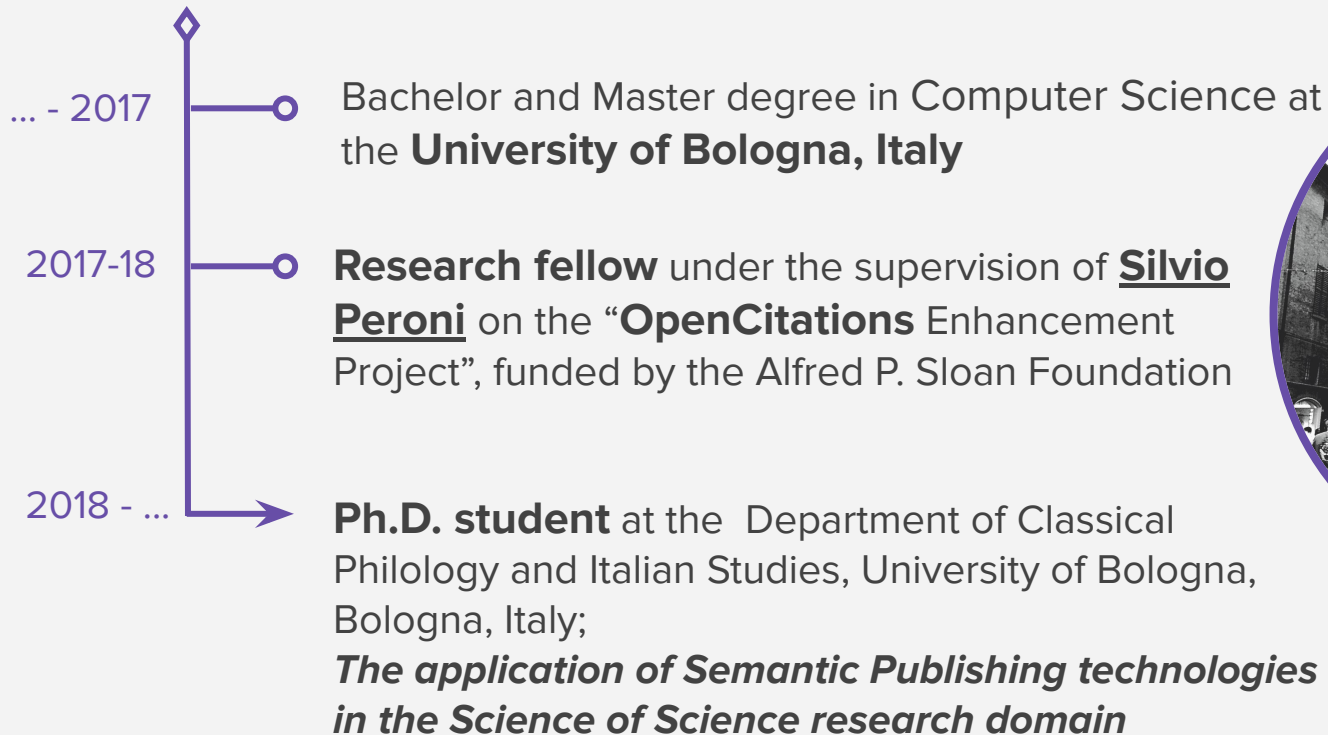 ... - 2017
Bachelor and Master degree in Computer Science at
the University of Bologna, Italy
2017-18
Research fellow under the supervision of Silvio
Peroni on the “OpenCitations Enhancement
Project”, funded by the Alfred P. Sloan Foundation
2018 - ...
Ph.D. student at the Department of Classical
Philology and Italian Studies, University of Bologna,
Bologna, Italy;
The application of Semantic Publishing technologies
in the Science of Science research domain